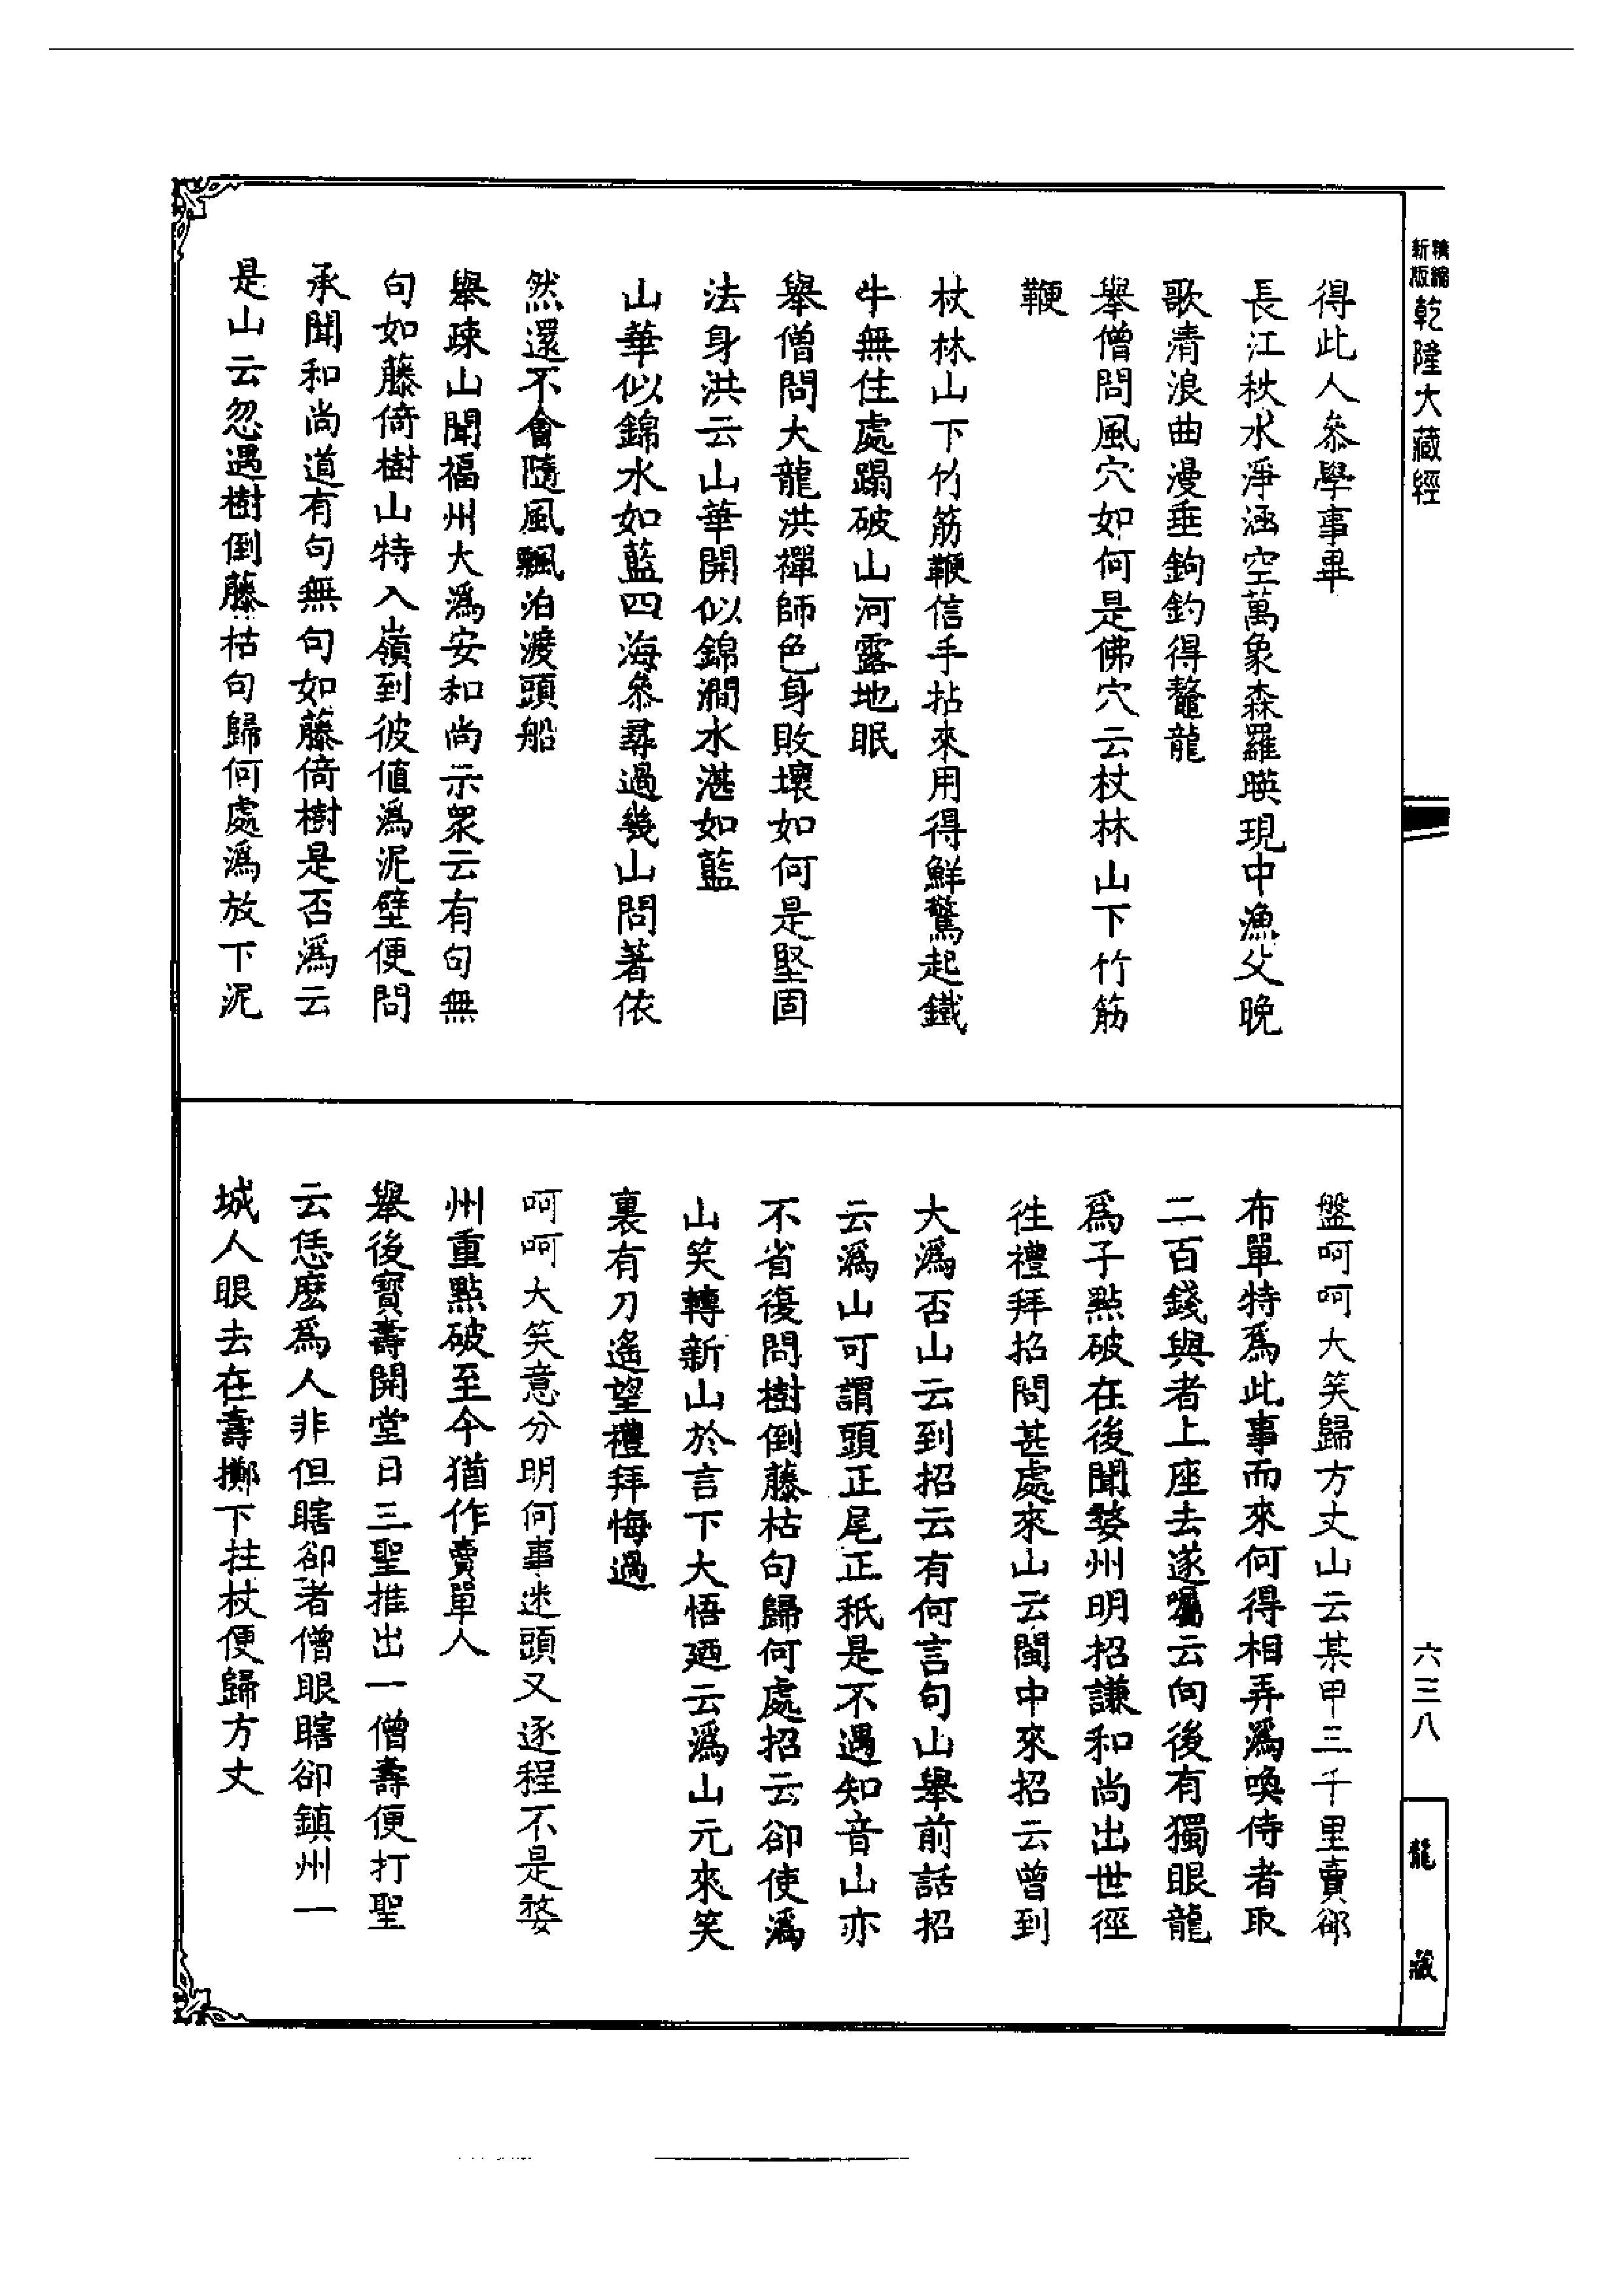 精縮新版乾隆大藏經
得此人叅學事畢
長江秋水淨涵空萬象森羅暎現中漁父晚
歌清浪曲漫垂鉤釣得鼇龍
舉僧問風穴如何是佛穴云杖林山下竹筋
鞭
杖林山下竹筋鞭信手拈來用得鮮驚起鐵
牛無住處蹋破山河露地眠
舉僧問大龍洪禪師色身敗壞如何是堅固
法身洪云山華開似錦澗水湛如藍
山華似錦水如藍四海叅尋過幾山問著依
然還不會隨風飄泊渡頭船
舉疎山聞福州大溈安和尚示衆云有句無
句如藤倚樹山特入嶺到彼値溈泥壁便問
承聞和尚道有句無句如藤倚樹是否溈云
是山云忽遇樹倒藤枯句歸何處溈放下泥
盤呵呵大笑歸方丈山云某甲三千里賣卻
布單特爲此事而來何得相弄溈喚侍者取
二百錢與者上座去遂囑云向後有獨眼龍
爲子點破在後聞婺州明招謙和尚出世徑
往禮拜招問甚處來山云閩中來招云曾到
大溈否山云到招云有何言句山舉前話招
云溈山可謂頭正尾正秖是不遇知音山亦
不省復問樹倒藤枯句歸何處招云卻使溈
山笑轉新山於言下大悟廼云溈山元來笑
裏有刀遙望禮拜悔過
呵呵大笑意分明何事迷頭又逐程不是婺
州重點破至今猶作賣單人
舉後寶壽開堂日三聖推出一僧壽便打聖
云恁麽爲人非但瞎卻者僧眼瞎卻鎮州一
城人眼去在壽擲下拄杖便歸方丈
六三八
龍藏